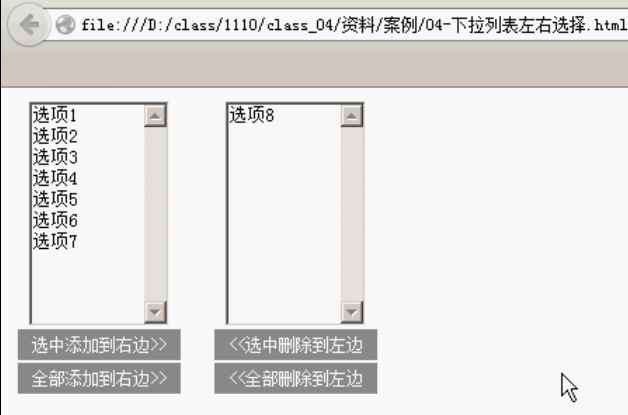 file:///D:/class/1110/class_04/资料/案例/04-下拉列表左右选择.html
选项1
选项2
选项3
选项4
选项5
选项6
选项7
选项8
选中添加到右边>>
全部添加到右边>>
<<选中删除到左边
<<全部删除到左边